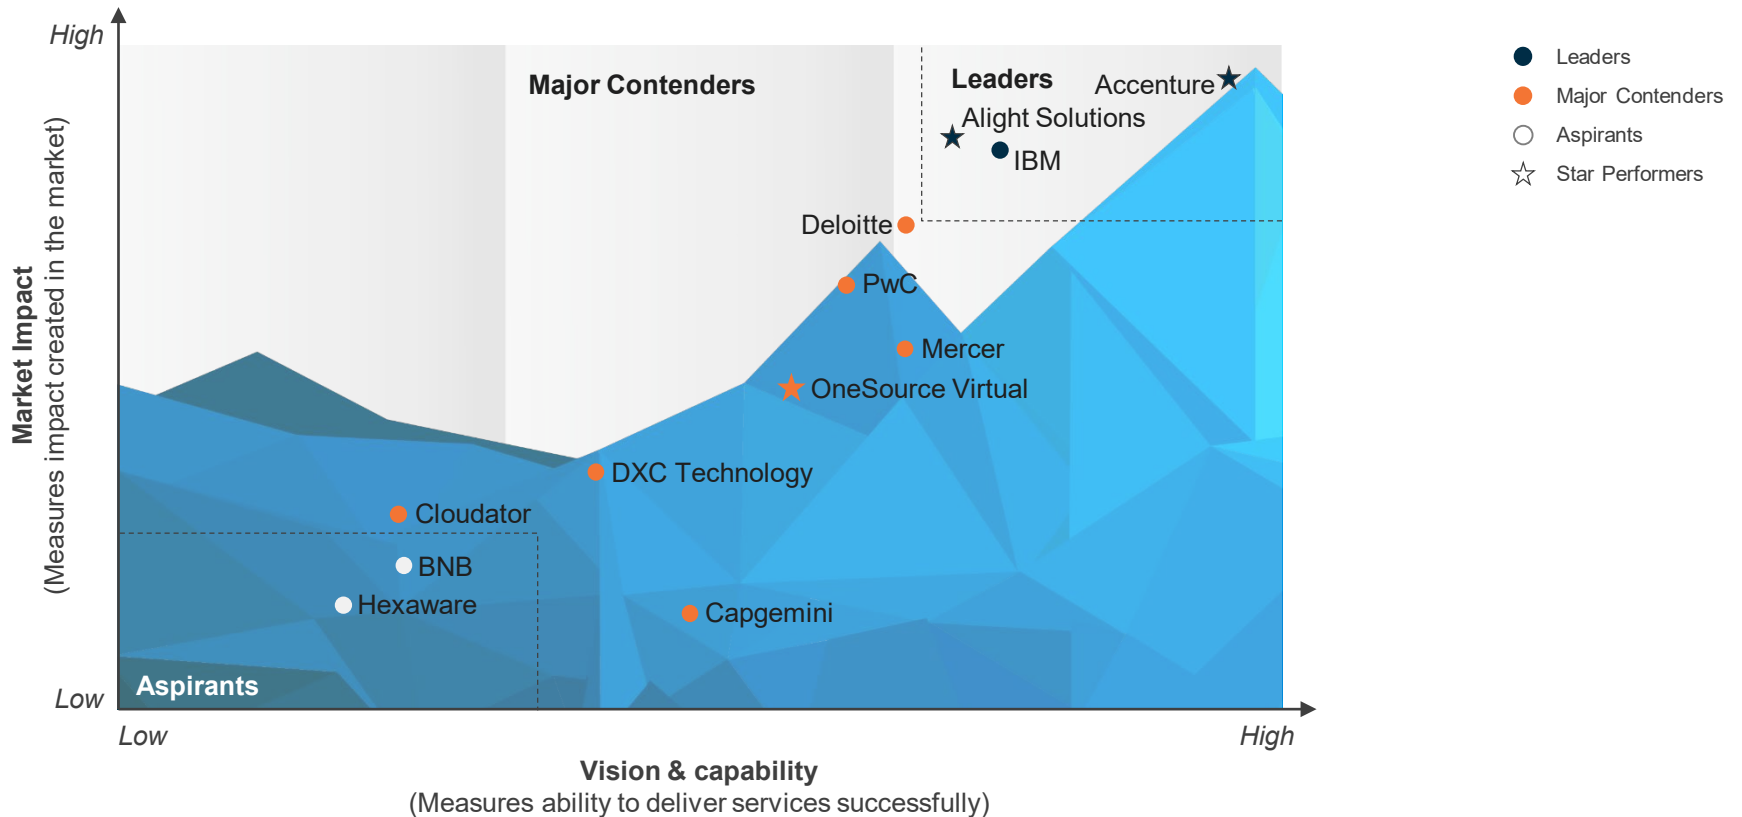 High
Major Contenders
Leaders
Accenture
Alight Solutions
IBM
Deloitte
PwC
Mercer
OneSource Virtual
DXC Technology
Cloudator
BNB
Hexaware
Capgemini
Aspirants
Market Impact
(Measures impact created in the market)
Low
Low
High
Vision & capability
(Measures ability to deliver services successfully)
Leaders
Major Contenders
Aspirants
Star Performers